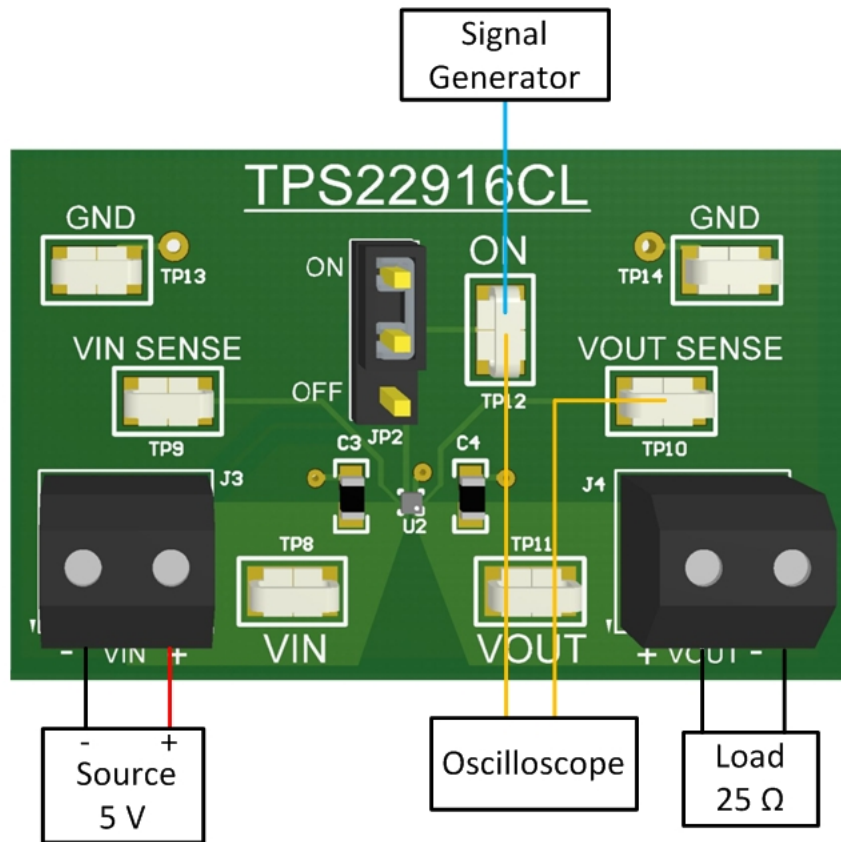 Signal
Generator
TPS22916CL
GND
TP13
ON
ON
GND
TP14
VIN SENSE
VOUT SENSE
OFF
TP9
JP2
TP12
TP10
C3
C4
J3
J4
U2
TP8
TP11
VIN
VOUT
- VIN +
+ VOUT -
- +
Source
5 V
Oscilloscope
Load
25 Ω